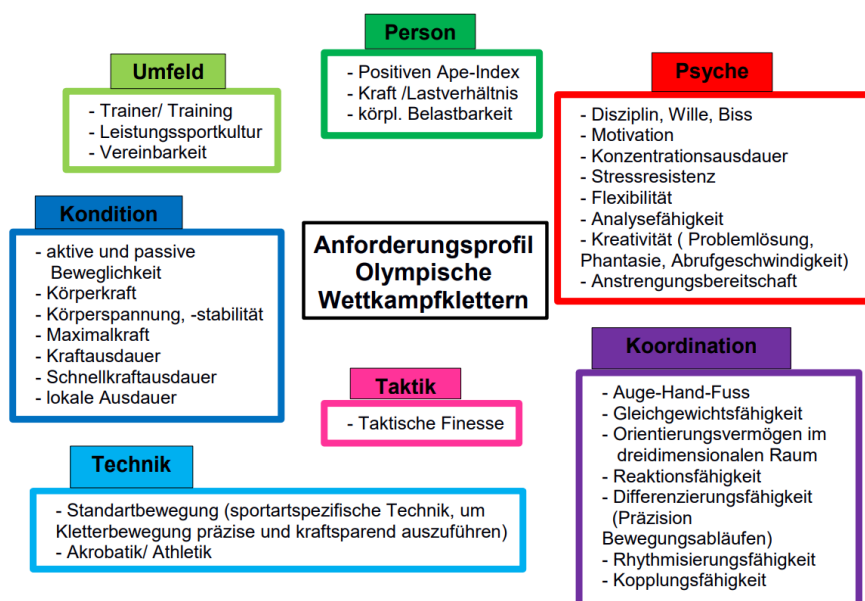 Person
- Positiven Ape-Index
- Kraft /Lastverhältnis
- körpl. Belastbarkeit
Umfeld
- Trainer/ Training
- Leistungssportkultur
- Vereinbarkeit
Psyche
- Disziplin, Wille, Biss
- Motivation
- Konzentrationsausdauer
- Stressresistenz
- Flexibilität
- Analysefähigkeit
- Kreativität ( Problemlösung,
Phantasie, Abrufgeschwindigkeit)
- Anstrengungsbereitschaft
Kondition
- aktive und passive
Beweglichkeit
- Körperkraft
- Körperspannung, -stabilität
- Maximalkraft
- Kraftausdauer
- Schnellkraftausdauer
- lokale Ausdauer
Anforderungsprofil
Olympische
Wettkampfklettern
Koordination
- Auge-Hand-Fuss
- Gleichgewichtsfähigkeit
- Orientierungsvermögen im
dreidimensionalen Raum
- Reaktionsfähigkeit
- Differenzierungsfähigkeit
(Präzision
Bewegungsabläufen)
- Rhythmisierungsfähigkeit
- Kopplungsfähigkeit
Taktik
- Taktische Finesse
Technik
- Standartbewegung (sportartspezifische Technik, um
Kletterbewegung präzise und kraftsparend auszuführen)
- Akrobatik/ Athletik